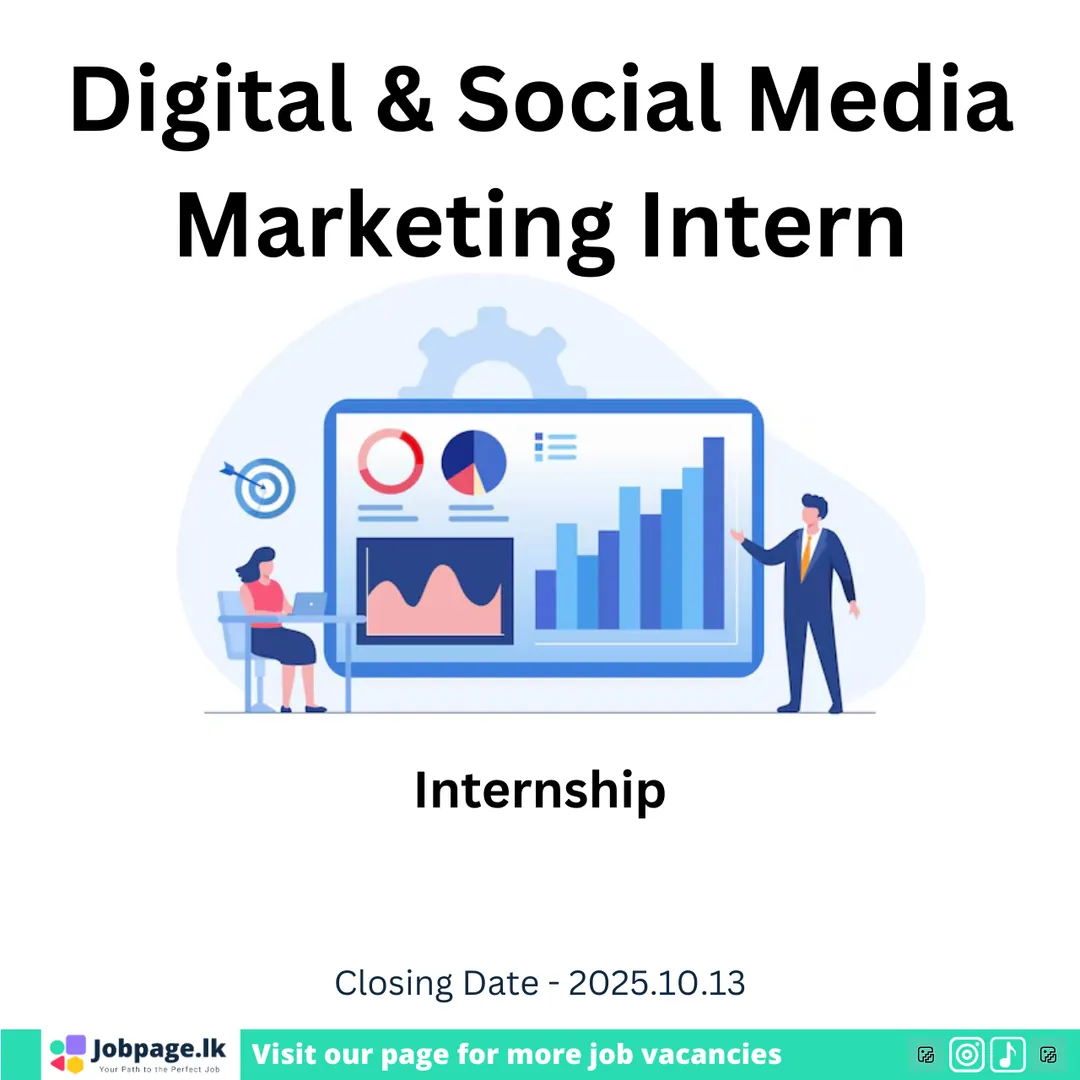 Digital & Social Media
Marketing Intern
Internship
Closing Date - 2025.10.13
Jobpage.lk
Your Path to the Perfect Job
Visit our page for more job vacancies